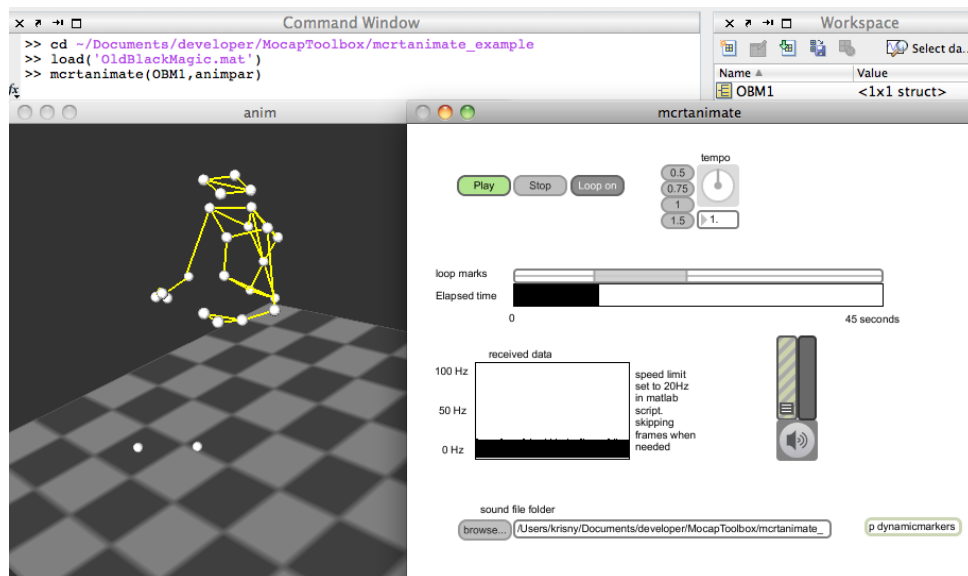 Command Window
>> cd ~/Documents/developer/MocapToolbox/mcrtanimate_example
>> load('OldBlackMagic.mat')
>> mcrtanimate(OBM1,animpar)
fx
Workspace
Select da..
Name
Value
OBM1
<1x1 struct>
anim
mcrtanimate
Play
Stop
Loop on
0.5
0.75
1
1.5
tempo
1.
loop marks
Elapsed time
0
45 seconds
received data
100 Hz
50 Hz
0 Hz
speed limit
set to 20Hz
in matlab
script.
skipping
frames when
needed
sound file folder
browse...
/Users/krisny/Documents/developer/MocapToolbox/mcrtanimate_
p dynamicmarkers